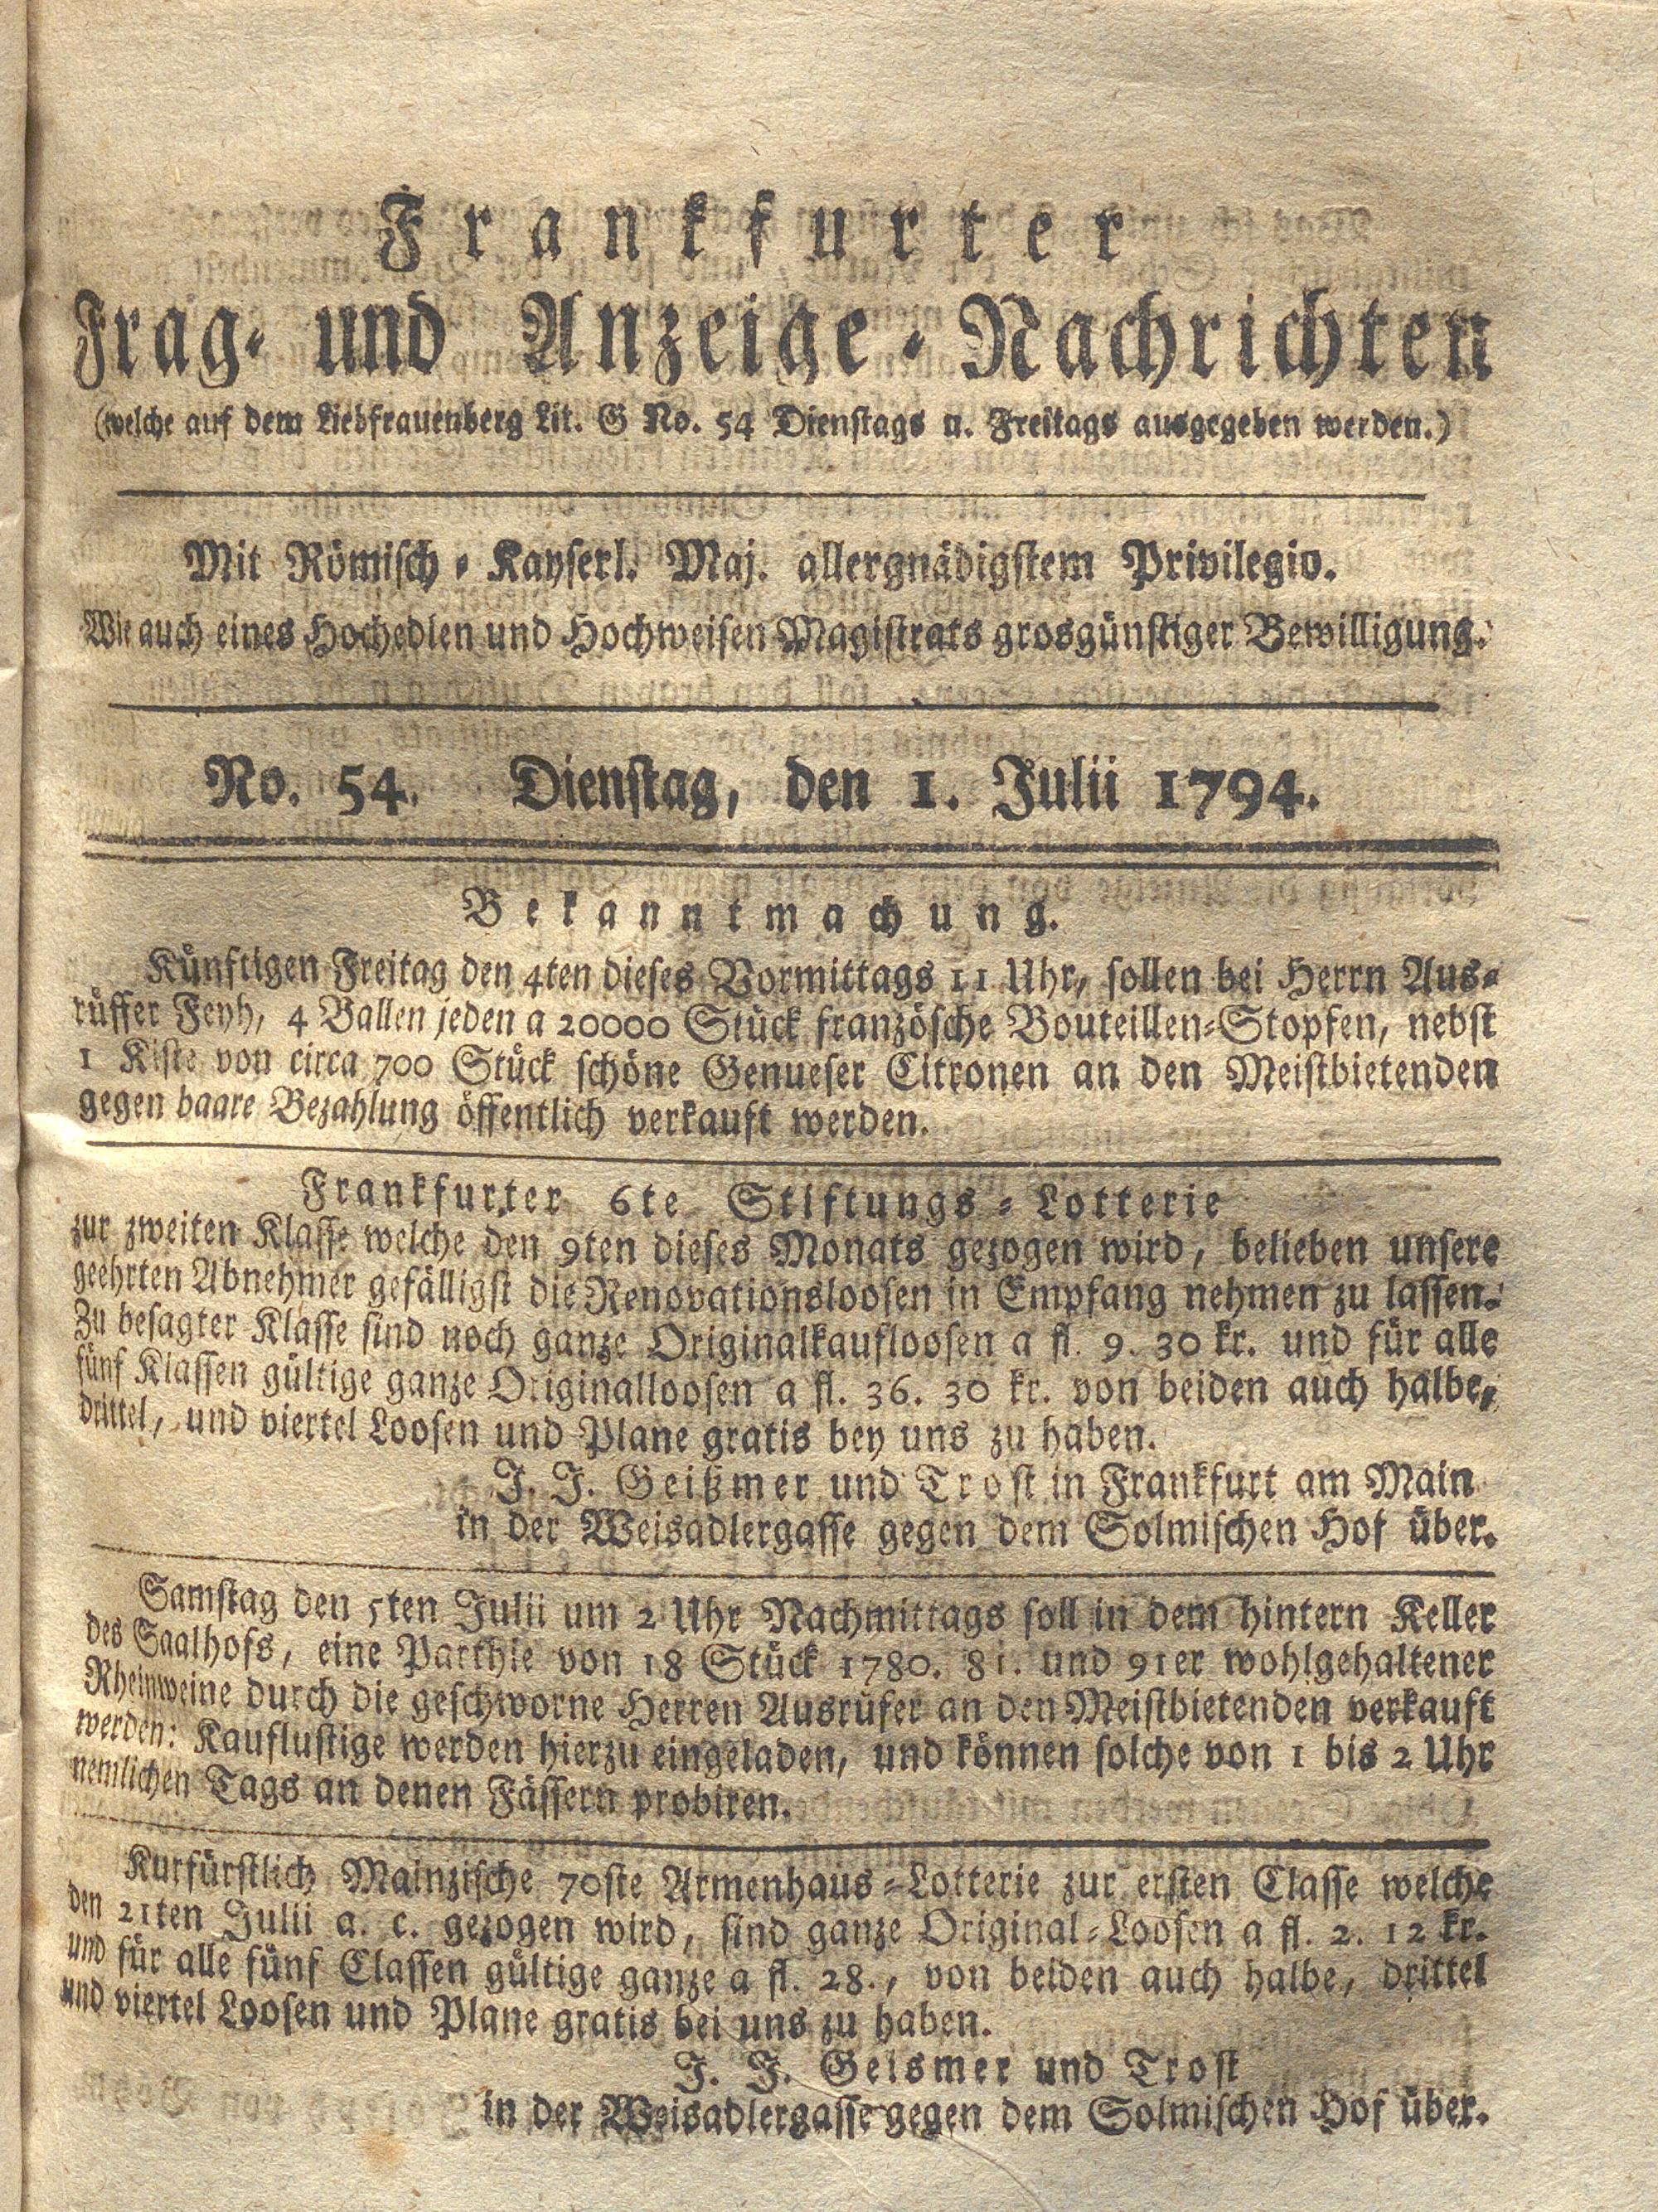 Frankfurter
Frag- und Anzeige-Nachrichten
(welche auf dem Liebfrauenberg Lit. G No. 54 Dienstags u. Freitags ausgegeben werden.)
Mit Römisch-Kayserl. Maj. allergnädigstem Privilegio.
Wie auch eines Hochedlen und Hochweisen Magistrats grosgünstiger Bewilligung.
No. 54. Dienstag, den 1. Julii 1794.
Bekanntmachung.
Künftigen Freitag den 4ten dieses Vormittags 11 Uhr, sollen bei Herrn Aus-
rüffer Feyh, 4 Ballen jeden a 20000 Stück französche Bouteillen-Stopfen, nebst
1 Kiste von circa 700 Stück schöne Genueser Citronen an den Meistbietenden
gegen baare Bezahlung öffentlich verkauft werden.
Frankfurter 6te Stiftungs-Lotterie
zur zweiten Klasse welche den 9ten dieses Monats gezogen wird, belieben unsere
geehrten Abnehmer gefälligst die Renovationsloosen in Empfang nehmen zu lassen.
Zu besagter Klasse sind noch ganze Originalkaufloosen a fl. 9. 30 kr. und für alle
fünf Klassen gültige ganze Originalloosen a fl. 36. 30 kr. von beiden auch halbe,
drittel, und viertel Loosen und Plane gratis bey uns zu haben.
J. J. Geißmer und Trost in Frankfurt am Main
in der Weisadlergasse gegen dem Solmischen Hof über.
Samstag den 5ten Julii um 2 Uhr Nachmittags soll in dem hintern Keller
des Saalhofs, eine Parthie von 18 Stück 1780. 81. und 91er wohlgehaltener
Rheinweine durch die geschworne Herren Ausrüfer an den Meistbietenden verkauft
werden: Kauflustige werden hierzu eingeladen, und können solche von 1 bis 2 Uhr
nemlichen Tags an denen Fässern probiren.
Kurfürstlich Mainzische 70ste Armenhaus-Lotterie zur ersten Classe welche
den 21ten Julii a. c. gezogen wird, sind ganze Original-Loosen a fl. 2. 12 kr.
und für alle fünf Classen gültige ganze a fl. 28., von beiden auch halbe, drittel
und viertel Loosen und Plane gratis bei uns zu haben.
J. J. Geismer und Trost
in der Weisadlergasse gegen dem Solmischen Hof über.